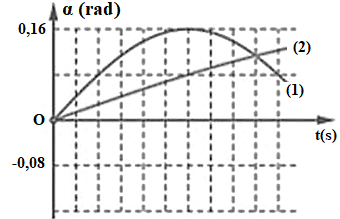 α (rad)
0,16
(2)
(1)
O
t(s)
-0,08